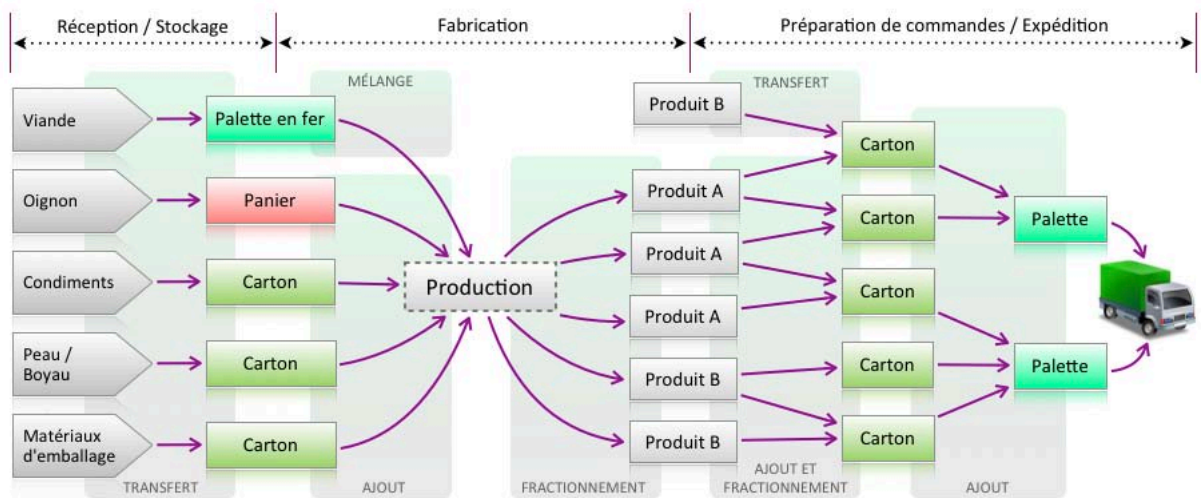 Réception / Stockage
Fabrication
Préparation de commandes / Expédition
MÉLANGE
TRANSFERT
Viande
Palette en fer
Produit B
Carton
Oignon
Panier
Produit A
Carton
Palette
Condiments
Carton
Production
Produit A
Carton
Produit A
Peau /
Boyau
Carton
Produit B
Carton
Palette
Matériaux
d'emballage
Carton
Produit B
Carton
TRANSFERT
AJOUT
FRACTIONNEMENT
AJOUT ET
FRACTIONNEMENT
AJOUT